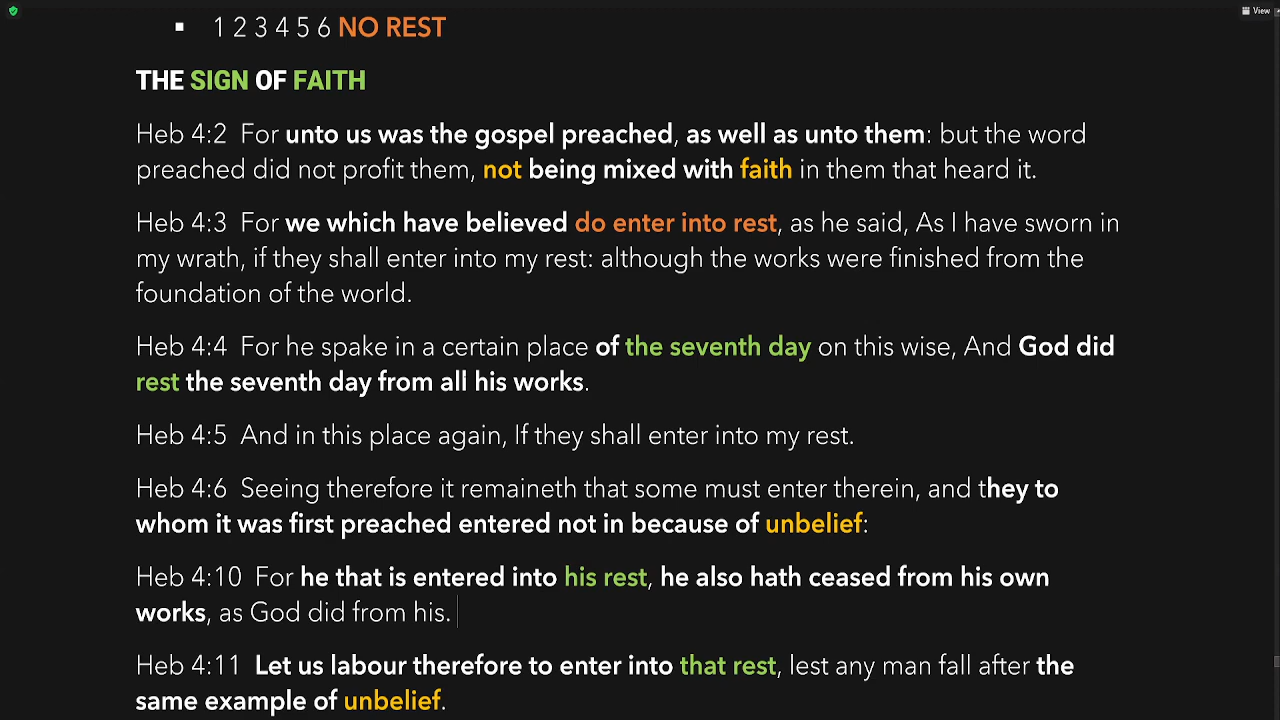 View
▪ 1 2 3 4 5 6 NO REST
THE SIGN OF FAITH
Heb 4:2 For unto us was the gospel preached, as well as unto them: but the word
preached did not profit them, not being mixed with faith in them that heard it.
Heb 4:3 For we which have believed do enter into rest, as he said, As I have sworn in
my wrath, if they shall enter into my rest: although the works were finished from the
foundation of the world.
Heb 4:4 For he spake in a certain place of the seventh day on this wise, And God did
rest the seventh day from all his works.
Heb 4:5 And in this place again, If they shall enter into my rest.
Heb 4:6 Seeing therefore it remaineth that some must enter therein, and they to
whom it was first preached entered not in because of unbelief:
Heb 4:10 For he that is entered into his rest, he also hath ceased from his own
works, as God did from his.
Heb 4:11 Let us labour therefore to enter into that rest, lest any man fall after the
same example of unbelief.